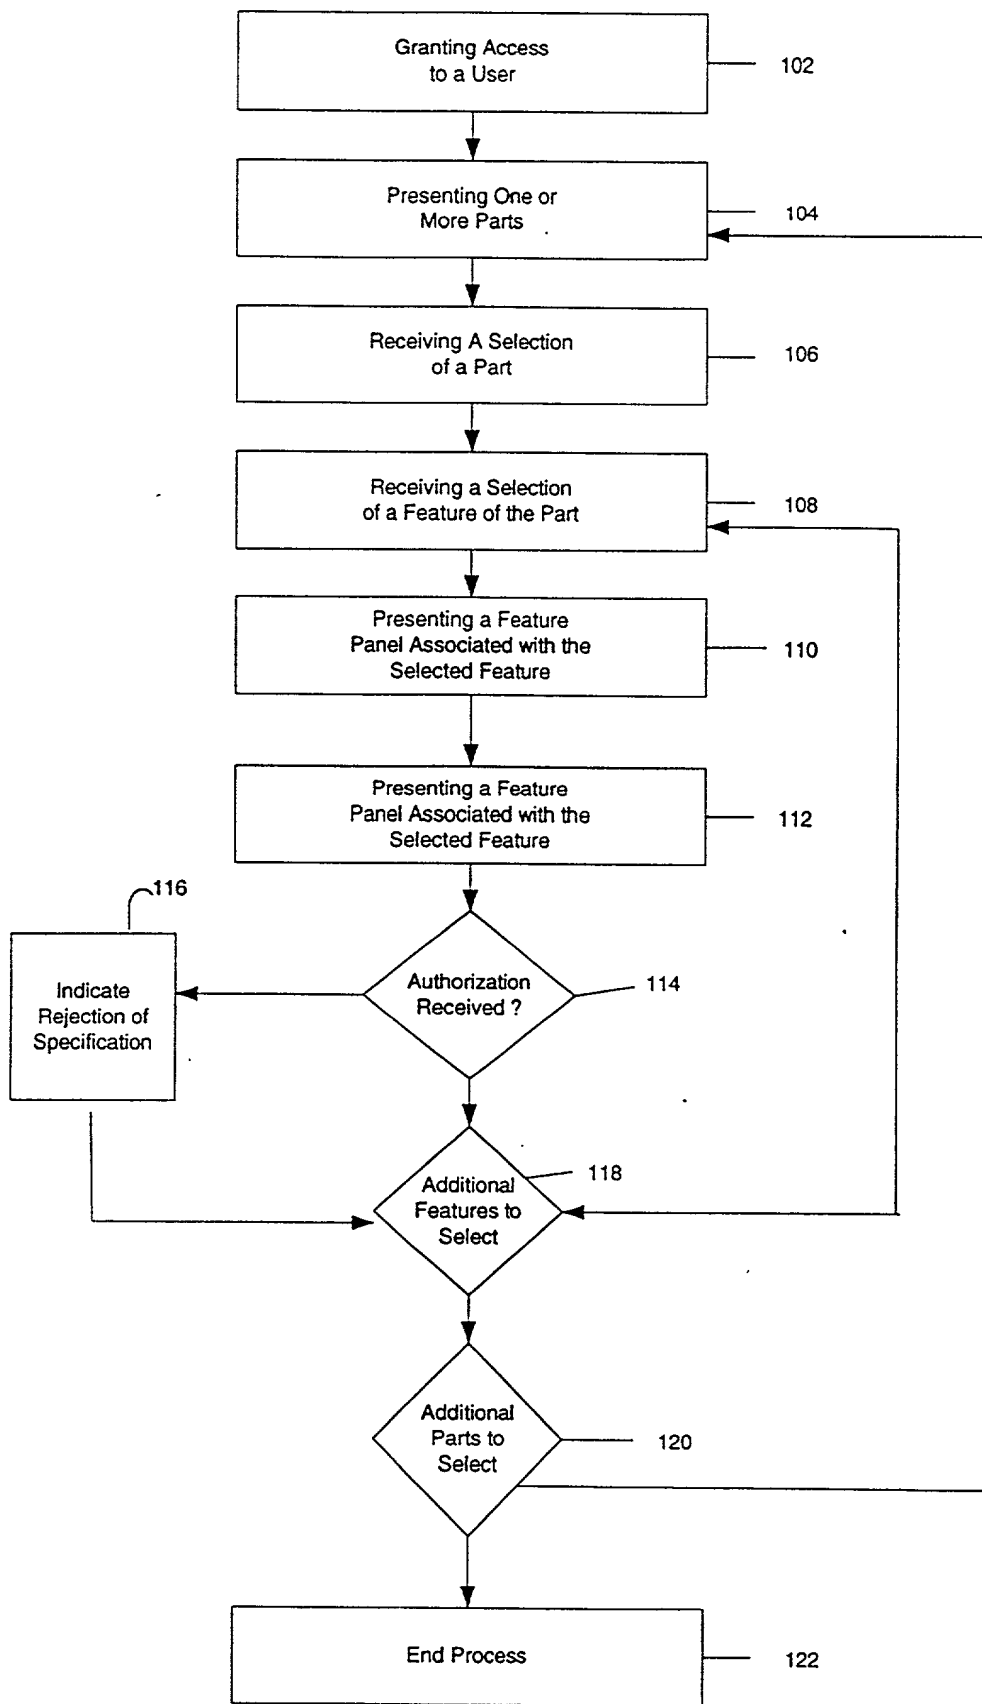 Granting Access
to a User
102
Presenting One or
More Parts
104
Receiving A Selection
of a Part
106
Receiving a Selection
of a Feature of the Part
108
Presenting a Feature
Panel Associated with the
Selected Feature
110
Presenting a Feature
Panel Associated with the
Selected Feature
112
116
Indicate
Rejection of
Specification
Authorization
Received ?
114
Additional
Features to
Select
118
Additional
Parts to
Select
120
End Process
122